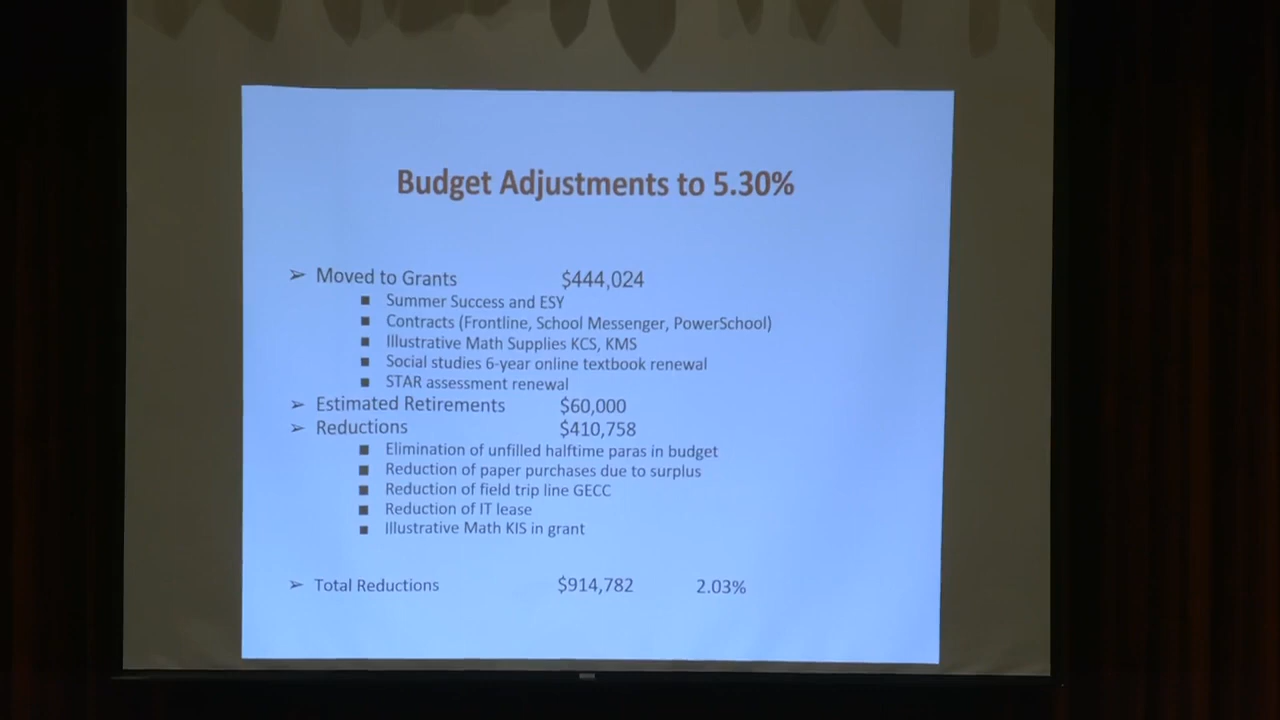 Budget Adjustments to 5.30%
➢ Moved to Grants $444,024
■ Summer Success and ESY
■ Contracts (Frontline, School Messenger, PowerSchool)
■ Illustrative Math Supplies KCS, KMS
■ Social studies 6-year online textbook renewal
■ STAR assessment renewal
➢ Estimated Retirements $60,000
➢ Reductions $410,758
■ Elimination of unfilled halftime paras in budget
■ Reduction of paper purchases due to surplus
■ Reduction of field trip line GECC
■ Reduction of IT lease
■ Illustrative Math KIS in grant
➢ Total Reductions $914,782 2.03%